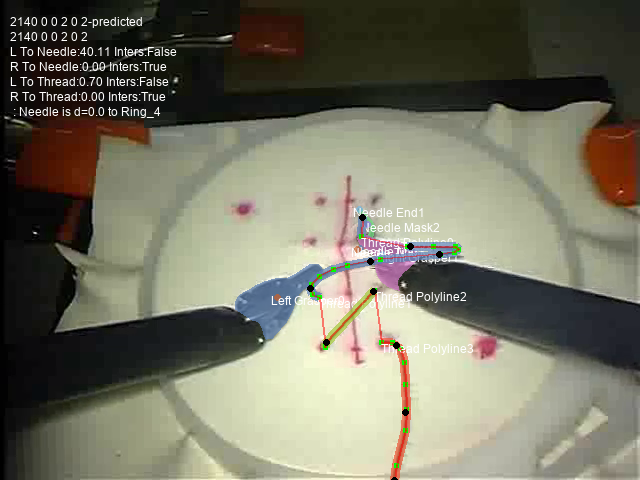 2140 0 0 2 0 2-predicted
2140 0 0 2 0 2
L To Needle:40.11 Inters:False
R To Needle:0.00 Inters:True
L To Thread:0.70 Inters:False
R To Thread:0.00 Inters:True
: Needle is d=0.0 to Ring_4
Needle End1
Needle Mask2
Left Grasper
Thread Polyline2
Thread Polyline3